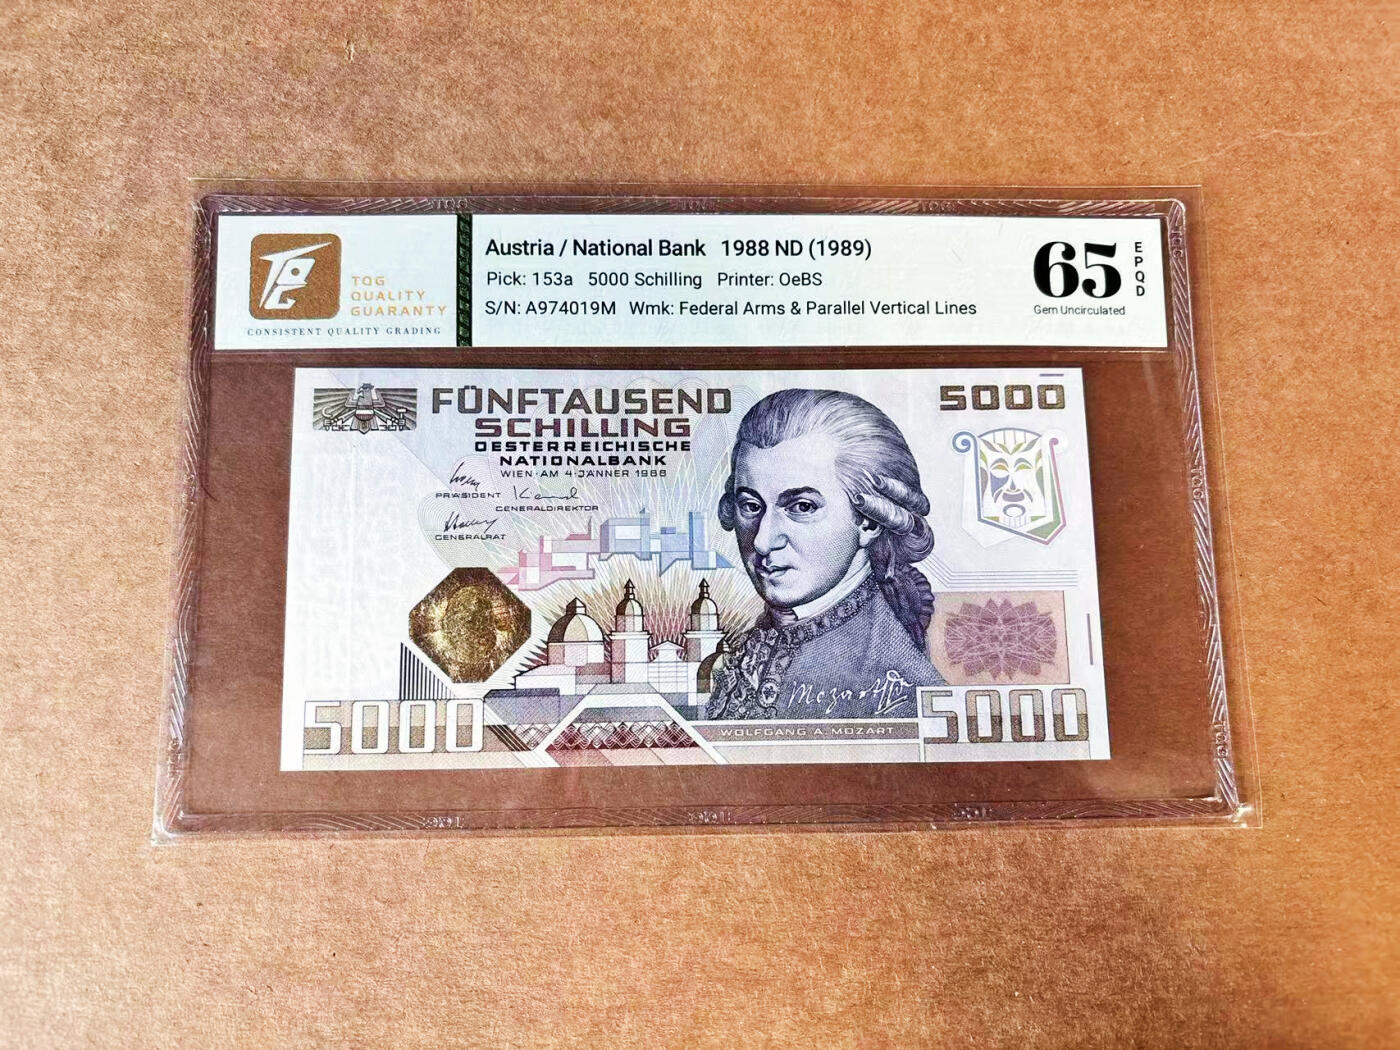 TQG
QUALITY
GUARANTY
CONSISTENT QUALITY GRADING
Austria / National Bank 1988 ND (1989)
Pick: 153a 5000 Schilling Printer: OeBS
S/N: A974019M Wmk: Federal Arms & Parallel Vertical Lines
65
EPQD
Gem Uncirculated
FÜNFTAUSEND
SCHILLING
OESTERREICHISCHE
NATIONALBANK
WIEN·AM 4·JÄNNER 1988
PRÄSIDENT
GENERALDIREKTOR
GENERALRAT
5000
5000
Mozart
WOLFGANG A. MOZART
5000